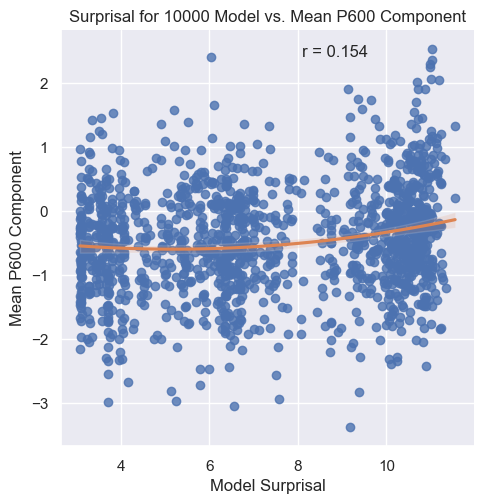 Surprisal for 10000 Model vs. Mean P600 Component
r = 0.154
2
1
0
−1
−2
−3
Mean P600 Component
4 6 8 10
Model Surprisal